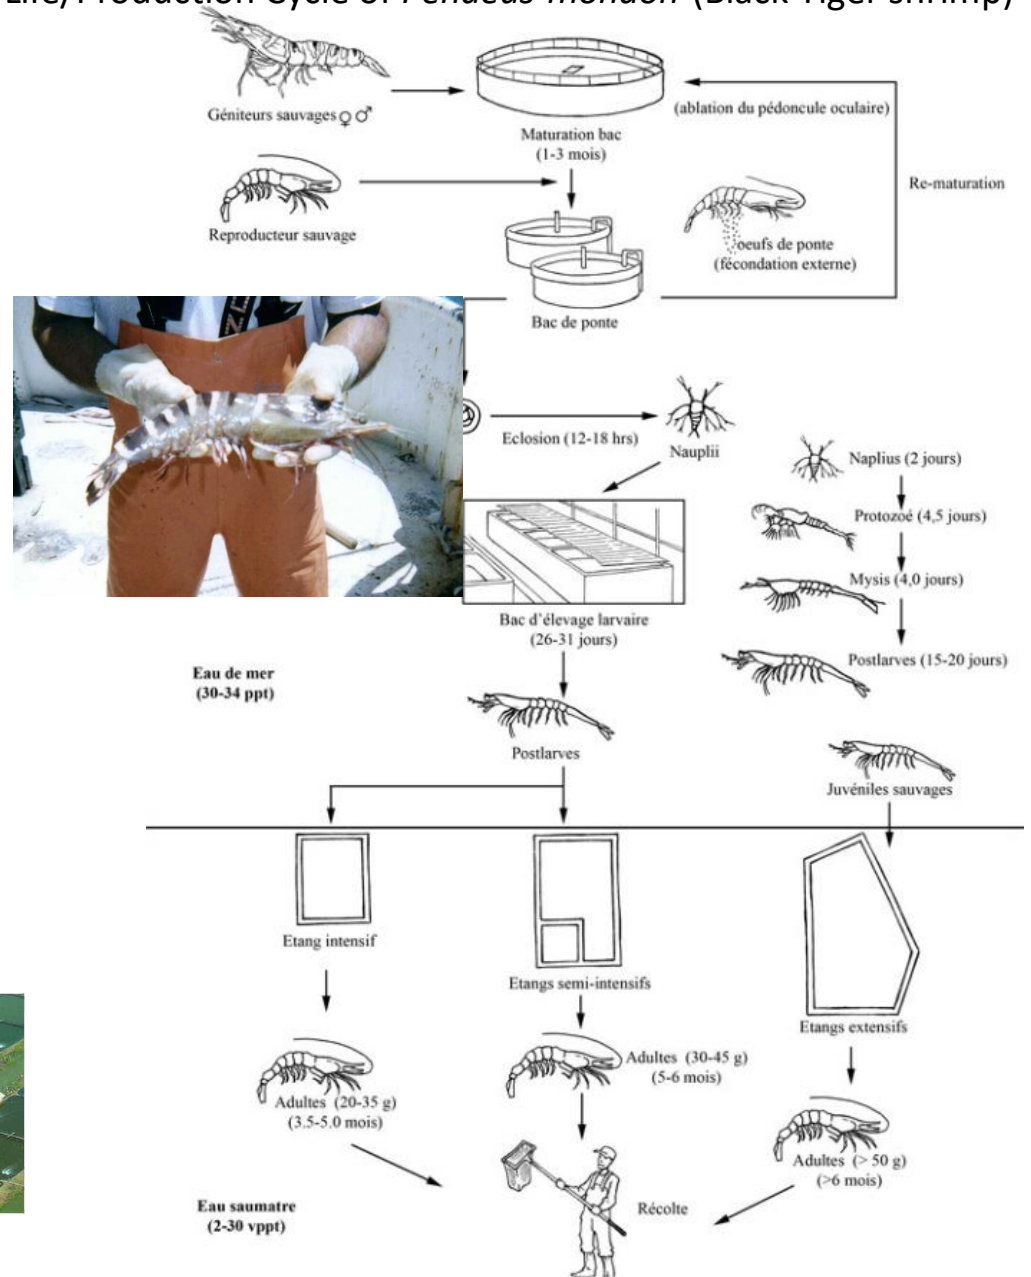 Life/Production Cycle of Penaeus monodon (Black Tiger shrimp)
Géniteurs sauvages ♀ ♂
(ablation du pédoncule oculaire)
Maturation bac
(1-3 mois)
Re-maturation
Reproducteur sauvage
oeufs de ponte
(fécondation externe)
Bac de ponte
Eclosion (12-18 hrs)
Nauplii
Naplius (2 jours)
Protozoé (4,5 jours)
Mysis (4,0 jours)
Bac d'élevage larvaire
(26-31 jours)
Postlarves (15-20 jours)
Eau de mer
(30-34 ppt)
Postlarves
Juvéniles sauvages
Etang intensif
Etangs semi-intensifs
Etangs extensifs
Adultes (20-35 g)
(3.5-5.0 mois)
Adultes (30-45 g)
(5-6 mois)
Adultes (> 50 g)
(>6 mois)
Eau saumatre
(2-30 vppt)
Récolte